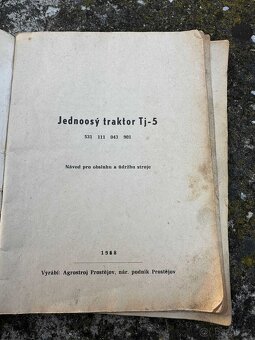 Jednoosý traktor Tj-5
531 111 043 901
Návod pro obsluhu a údržbu stroje
1988
Vyrábí: Agrostroj Prostějov, nár. podnik Prostějov